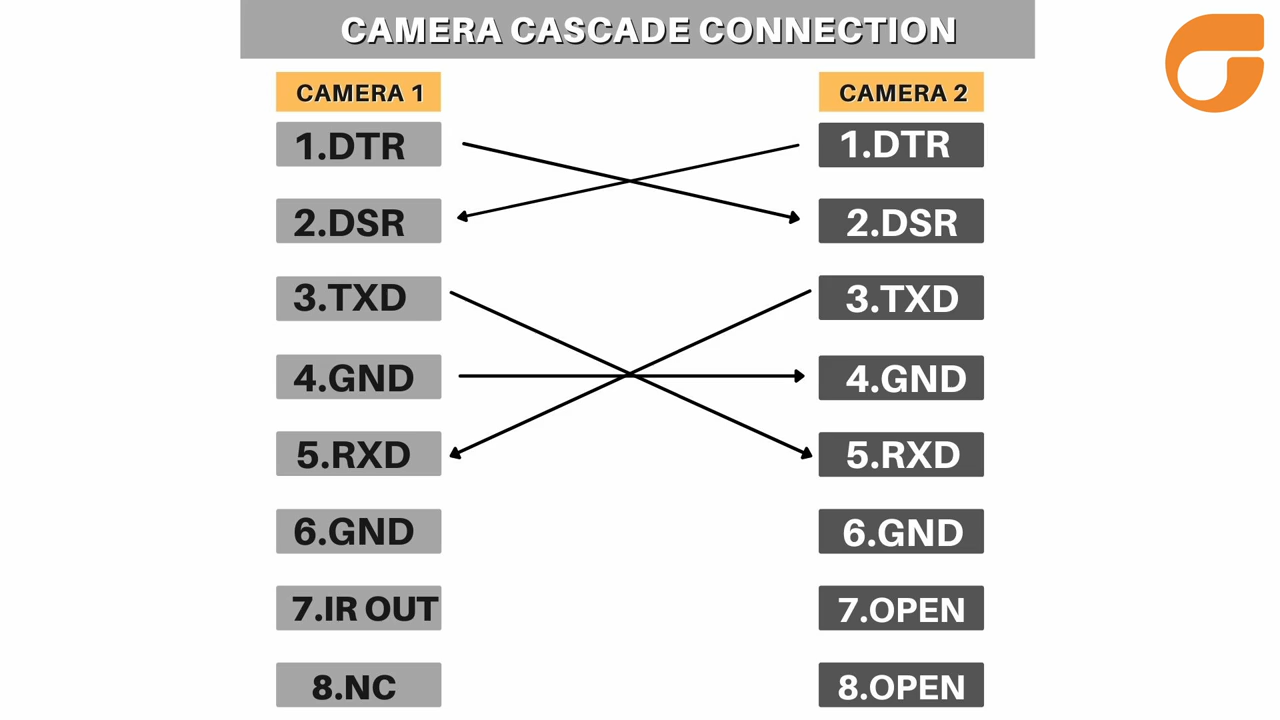 CAMERA CASCADE CONNECTION
CAMERA 1
CAMERA 2
1.DTR
1.DTR
2.DSR
2.DSR
3.TXD
3.TXD
4.GND
4.GND
5.RXD
5.RXD
6.GND
6.GND
7.IR OUT
7.OPEN
8.NC
8.OPEN